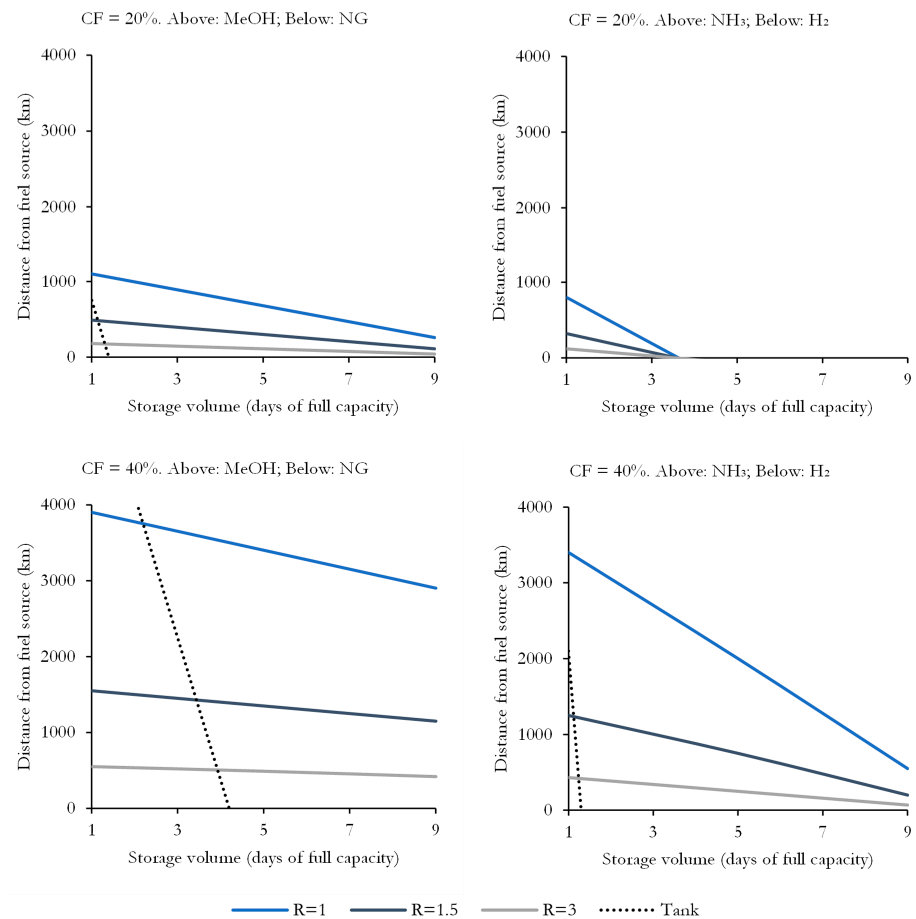 CF = 20%. Above: MeOH; Below: NG
4000
3000
2000
1000
0
Distance from fuel source (km)
1 3 5 7 9
Storage volume (days of full capacity)
CF = 20%. Above: NH₃; Below: H₂
4000
3000
2000
1000
0
Distance from fuel source (km)
1 3 5 7 9
Storage volume (days of full capacity)
CF = 40%. Above: MeOH; Below: NG
4000
3000
2000
1000
0
Distance from fuel source (km)
1 3 5 7 9
Storage volume (days of full capacity)
CF = 40%. Above: NH₃; Below: H₂
4000
3000
2000
1000
0
Distance from fuel source (km)
1 3 5 7 9
Storage volume (days of full capacity)
R=1 R=1.5 R=3 Tank